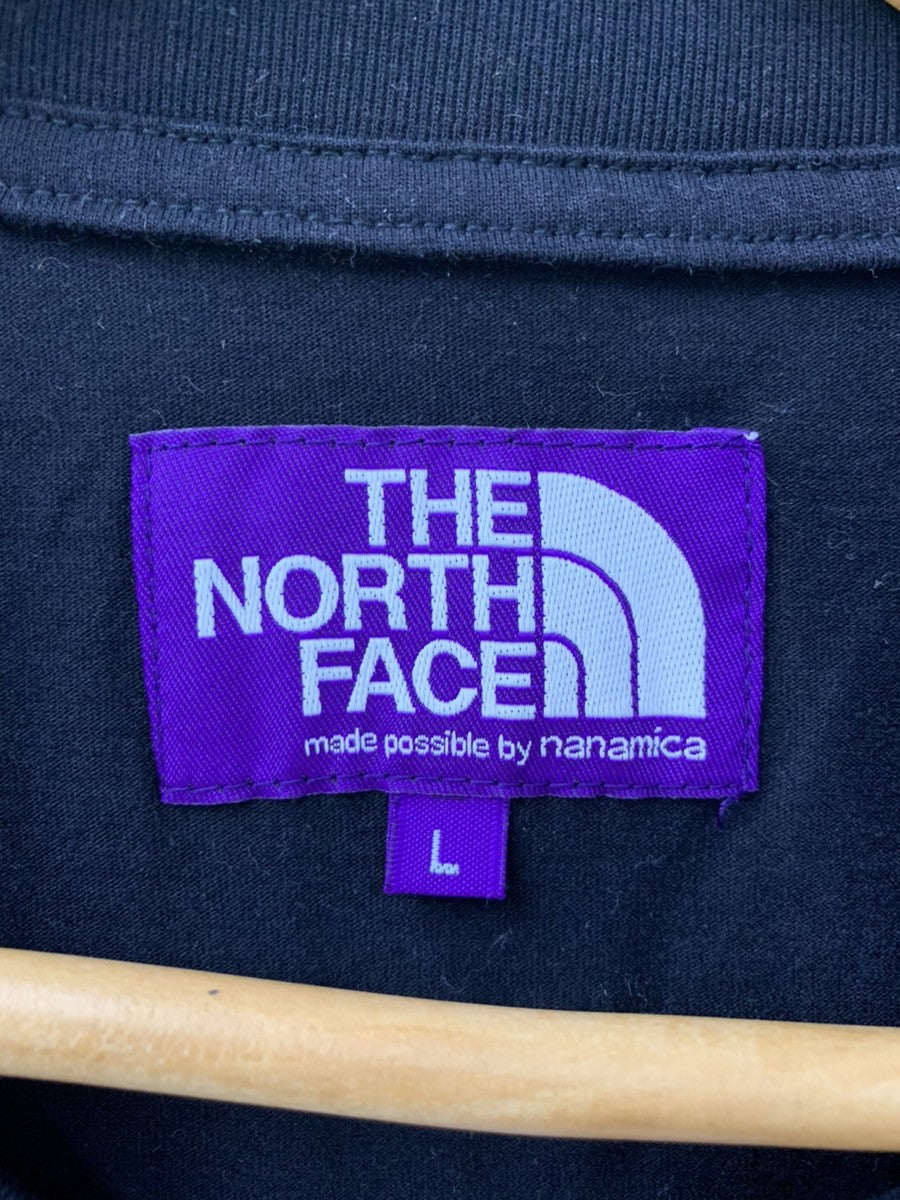 THE
NORTH
FACE
made possible by nanamica
L